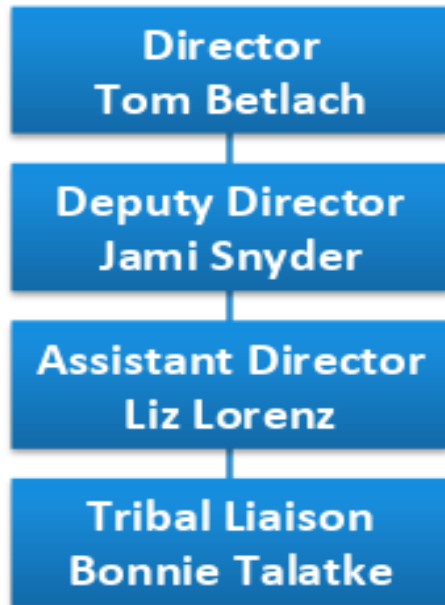 Director
Tom Betlach
Deputy Director
Jami Snyder
Assistant Director
Liz Lorenz
Tribal Liaison
Bonnie Talatke